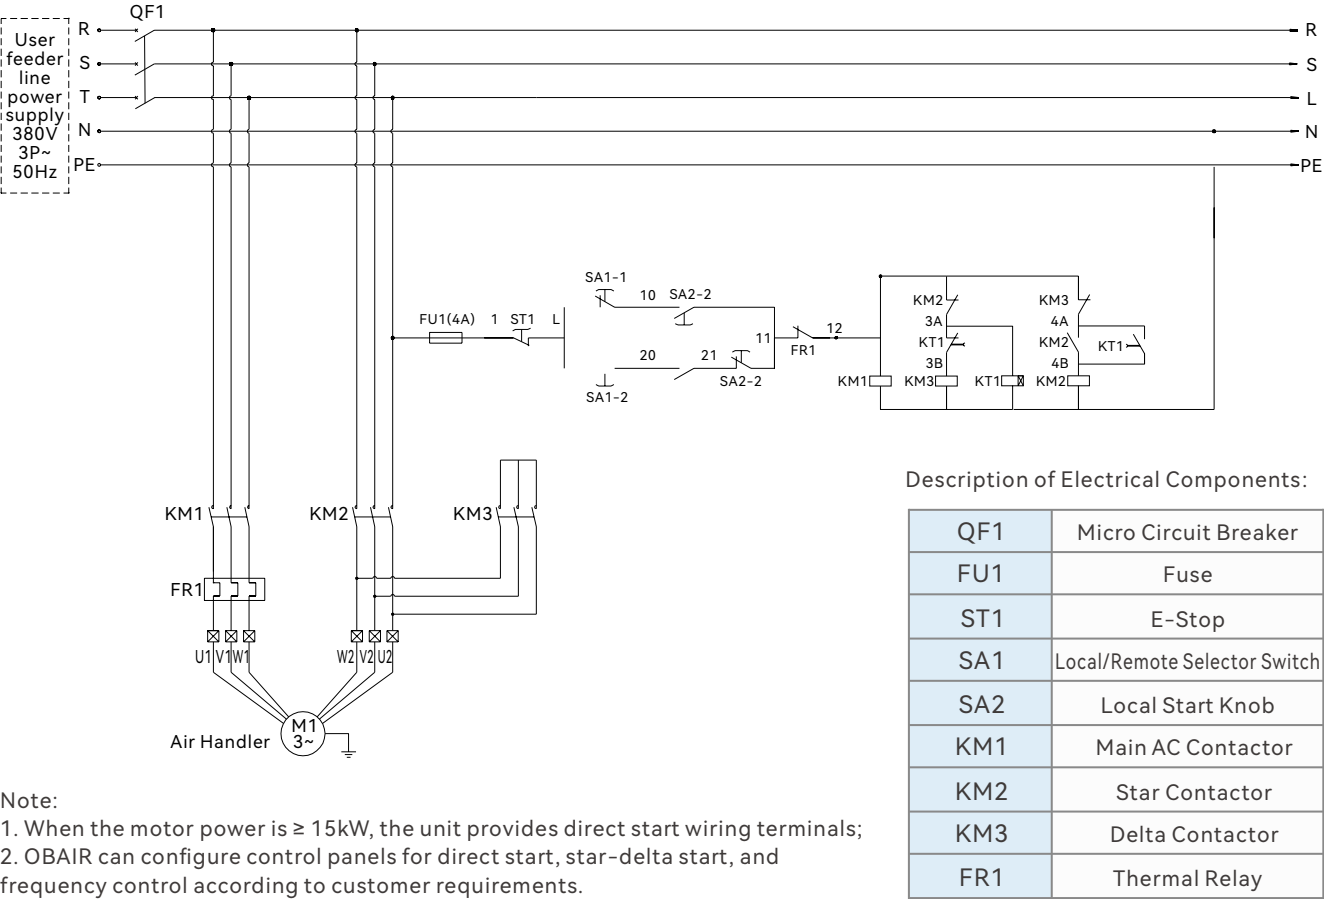 QF1
User
feeder
line
power
supply
380V
3P~
50Hz
R
S
T
N
PE
R
S
L
N
PE
SA1-1
10
SA2-2
FU1(4A)
1
ST1
L
11
FR1
12
20
21
SA2-2
SA1-2
KM2
3A
KT1
3B
KM1
KM3
KT1
KM2
KM3
4A
KM2
4B
KT1
KM1
KM2
KM3
FR1
U1
V1
W1
W2
V2
U2
M1
3~
Air Handler
Description of Electrical Components:
QF1 Micro Circuit Breaker
FU1 Fuse
ST1 E-Stop
SA1 Local/Remote Selector Switch
SA2 Local Start Knob
KM1 Main AC Contactor
KM2 Star Contactor
KM3 Delta Contactor
FR1 Thermal Relay
Note:
1. When the motor power is ≥ 15kW, the unit provides direct start wiring terminals;
2. OBAIR can configure control panels for direct start, star-delta start, and
frequency control according to customer requirements.